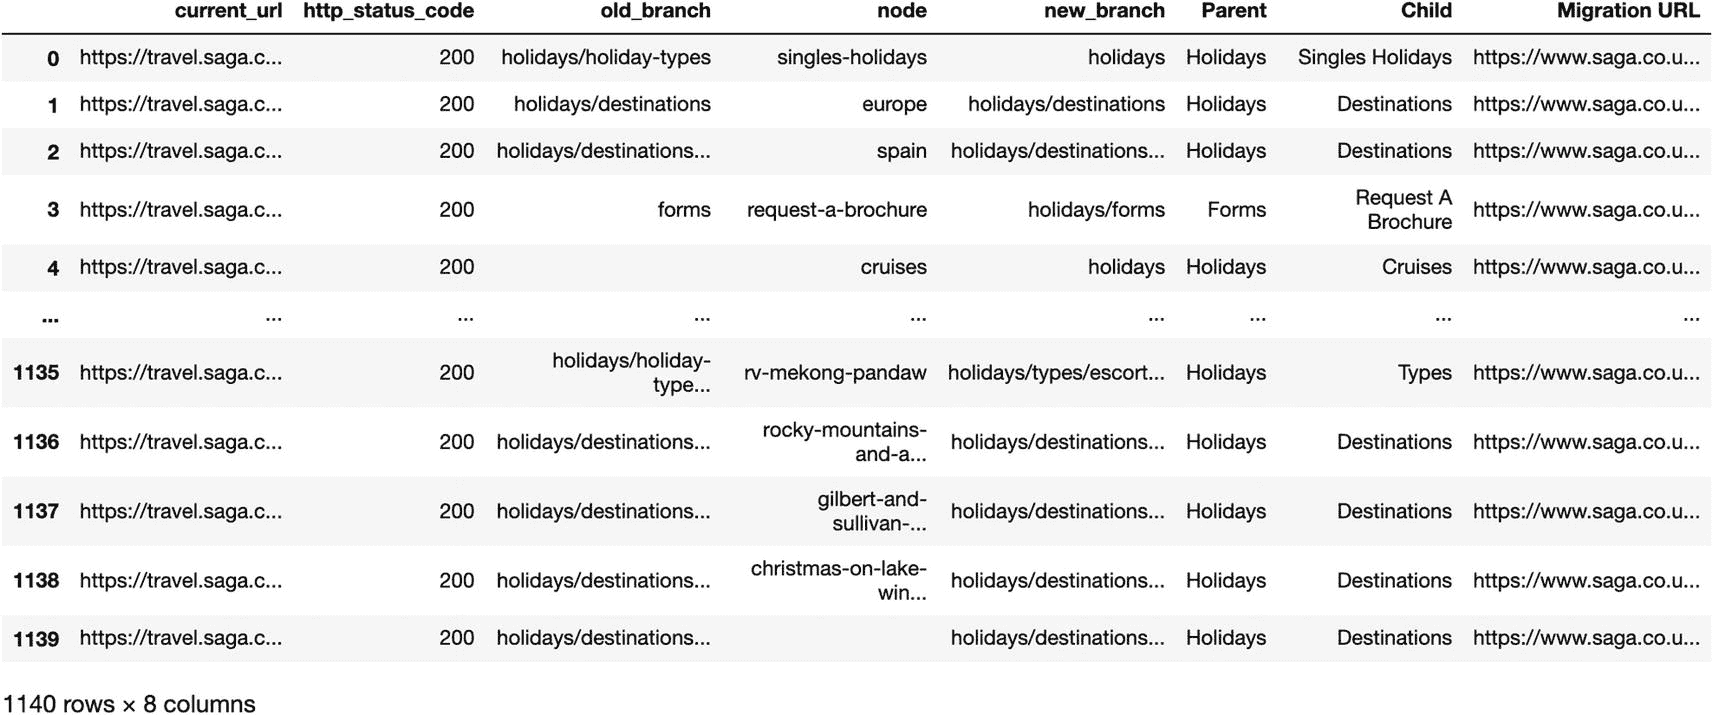 current_url http_status_code old_branch node new_branch Parent Child Migration URL
0 https://travel.saga.c... 200 holidays/holiday-types singles-holidays holidays Holidays Singles Holidays https://www.saga.co.u...
1 https://travel.saga.c... 200 holidays/destinations europe holidays/destinations Holidays Destinations https://www.saga.co.u...
2 https://travel.saga.c... 200 holidays/destinations... spain holidays/destinations... Holidays Destinations https://www.saga.co.u...
3 https://travel.saga.c... 200 forms request-a-brochure holidays/forms Forms Request A Brochure https://www.saga.co.u...
4 https://travel.saga.c... 200 cruises holidays Holidays Cruises https://www.saga.co.u...
... ... ... ... ... ... ... ... ...
1135 https://travel.saga.c... 200 holidays/holiday-type... rv-mekong-pandaw holidays/types/escort... Holidays Types https://www.saga.co.u...
1136 https://travel.saga.c... 200 holidays/destinations... rocky-mountains-and-a... holidays/destinations... Holidays Destinations https://www.saga.co.u...
1137 https://travel.saga.c... 200 holidays/destinations... gilbert-and-sullivan-... holidays/destinations... Holidays Destinations https://www.saga.co.u...
1138 https://travel.saga.c... 200 holidays/destinations... christmas-on-lake-win... holidays/destinations... Holidays Destinations https://www.saga.co.u...
1139 https://travel.saga.c... 200 holidays/destinations... holidays/destinations... Holidays Destinations https://www.saga.co.u...
1140 rows × 8 columns